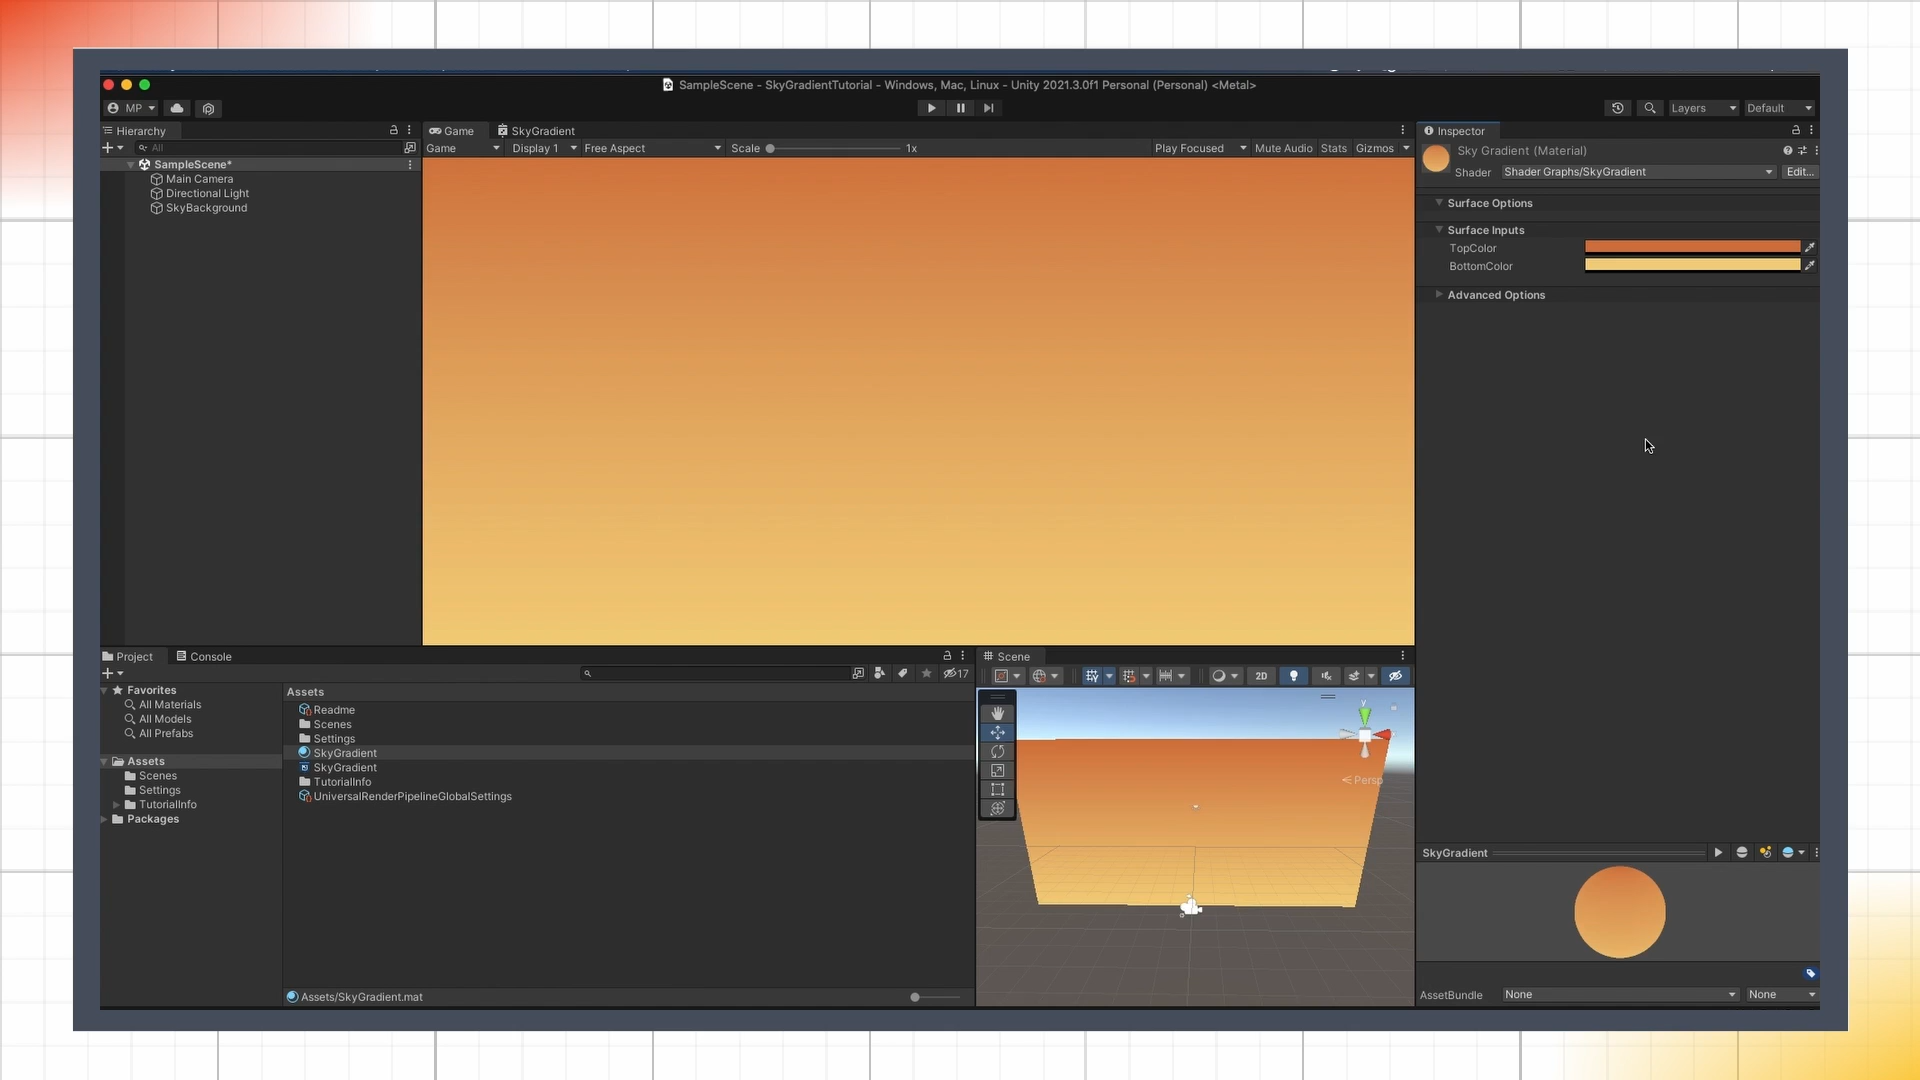 SampleScene - SkyGradientTutorial - Windows, Mac, Linux - Unity 2021.3.0f1 Personal (Personal) <Metal>
MP
Layers
Default
Hierarchy
All
SampleScene*
Main Camera
Directional Light
SkyBackground
Game
SkyGradient
Game
Display 1
Free Aspect
Scale
1x
Play Focused
Mute Audio
Stats
Gizmos
Inspector
Sky Gradient (Material)
Shader
Shader Graphs/SkyGradient
Edit...
Surface Options
Surface Inputs
TopColor
BottomColor
Advanced Options
Project
Console
17
Favorites
All Materials
All Models
All Prefabs
Assets
Scenes
Settings
TutorialInfo
Packages
Assets
Readme
Scenes
Settings
SkyGradient
SkyGradient
TutorialInfo
UniversalRenderPipelineGlobalSettings
Assets/SkyGradient.mat
Scene
2D
y
Persp
SkyGradient
AssetBundle
None
None